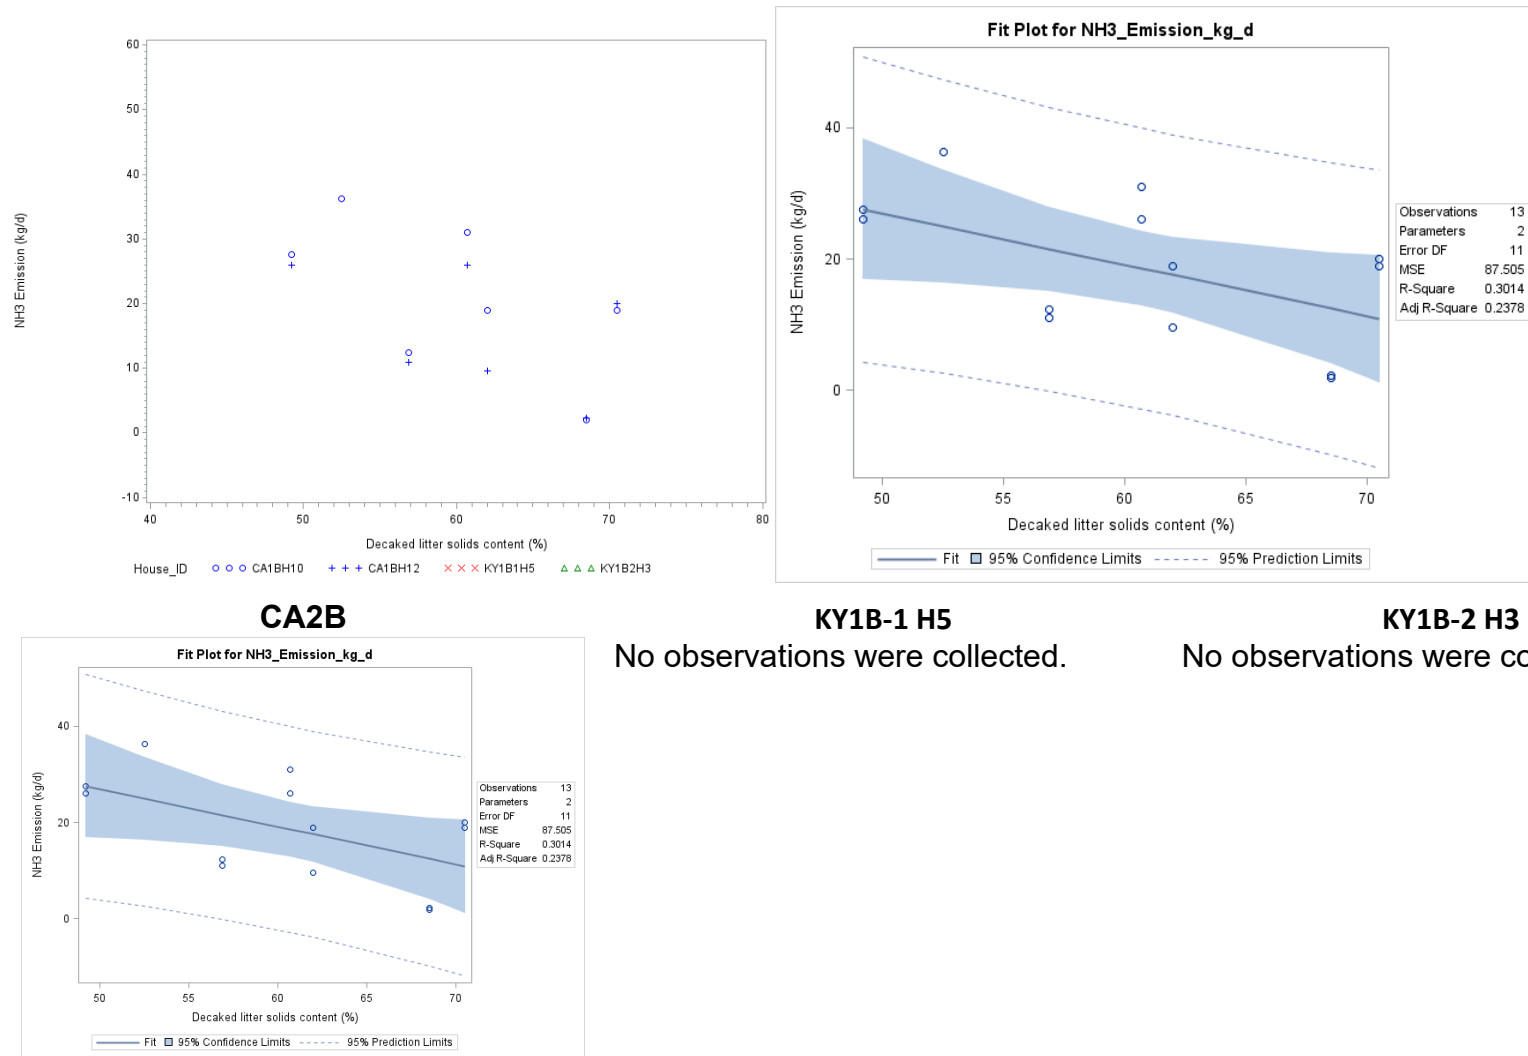 60
50
40
30
20
10
0
-10
NH3 Emission (kg/d)
40 50 60 70 80
Decaked litter solids content (%)
House_ID CA1BH10 CA1BH12 KY1B1H5 KY1B2H3
Fit Plot for NH3_Emission_kg_d
40
20
0
NH3 Emission (kg/d)
50 55 60 65 70
Decaked litter solids content (%)
Observations 13
Parameters 2
Error DF 11
MSE 87.505
R-Square 0.3014
Adj R-Square 0.2378
Fit 95% Confidence Limits 95% Prediction Limits
CA2B
KY1B-1 H5
KY1B-2 H3
No observations were collected.
No observations were co
Fit Plot for NH3_Emission_kg_d
40
20
0
NH3 Emission (kg/d)
50 55 60 65 70
Decaked litter solids content (%)
Observations 13
Parameters 2
Error DF 11
MSE 87.505
R-Square 0.3014
Adj R-Square 0.2378
Fit 95% Confidence Limits 95% Prediction Limits